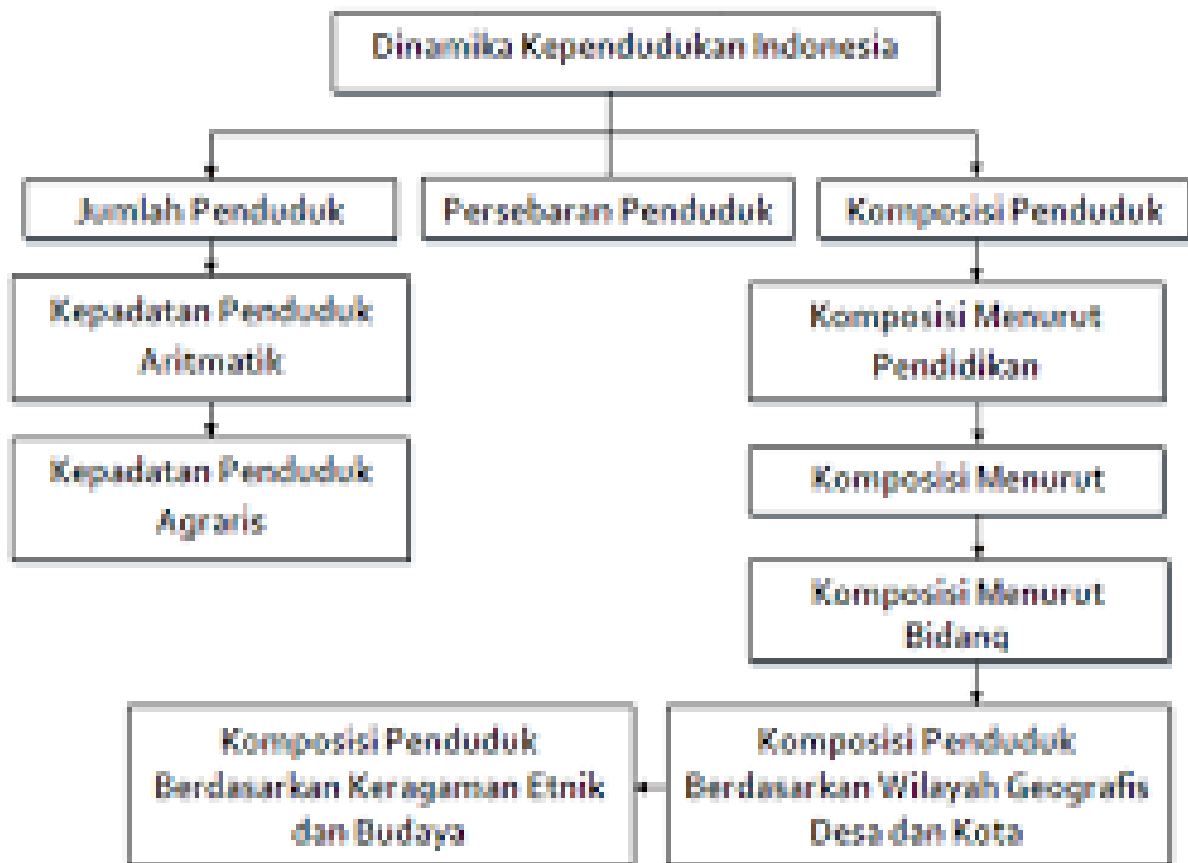 Dinamika Kependudukan Indonesia
Jumlah Penduduk
Persebaran Penduduk
Komposisi Penduduk
Kepadatan Penduduk
Aritmatik
Komposisi Menurut
Pendidikan
Kepadatan Penduduk
Agraris
Komposisi Menurut
Komposisi Menurut
Bidang
Komposisi Penduduk
Berdasarkan Keragaman Etnik
dan Budaya
Komposisi Penduduk
Berdasarkan Wilayah Geografis
Desa dan Kota